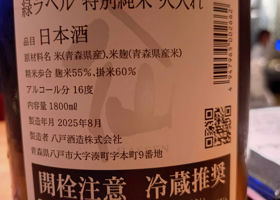 緑ラベル 特別純米 火入れ
品目 日本酒
原材料名 米(青森県産)、米麹(青森県産米)
精米歩合 麹米55%、掛米60%
アルコール分 16度
内容量 1800ml
製造年月 2025年8月
製造者 八戸酒造株式会社
青森県八戸市大字湊町字本町9番地
開栓注意 冷蔵推奨
4947965002662